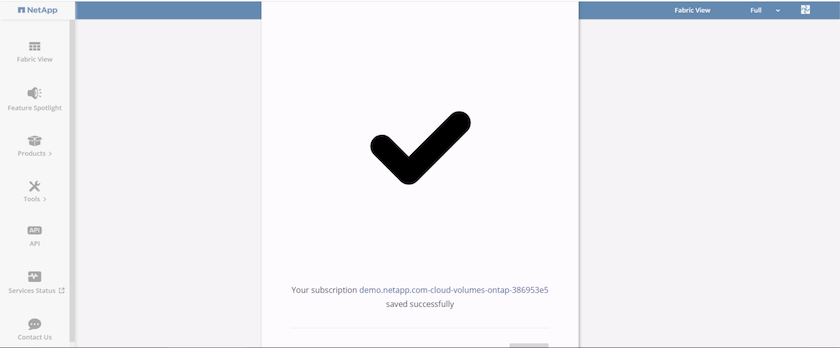 NetApp
Fabric View
Full
Fabric View
Feature Spotlight
Products
Tools
API
API
Services Status
Contact Us
Your subscription demo.netapp.com-cloud-volumes-ontap-386953e5
saved successfully